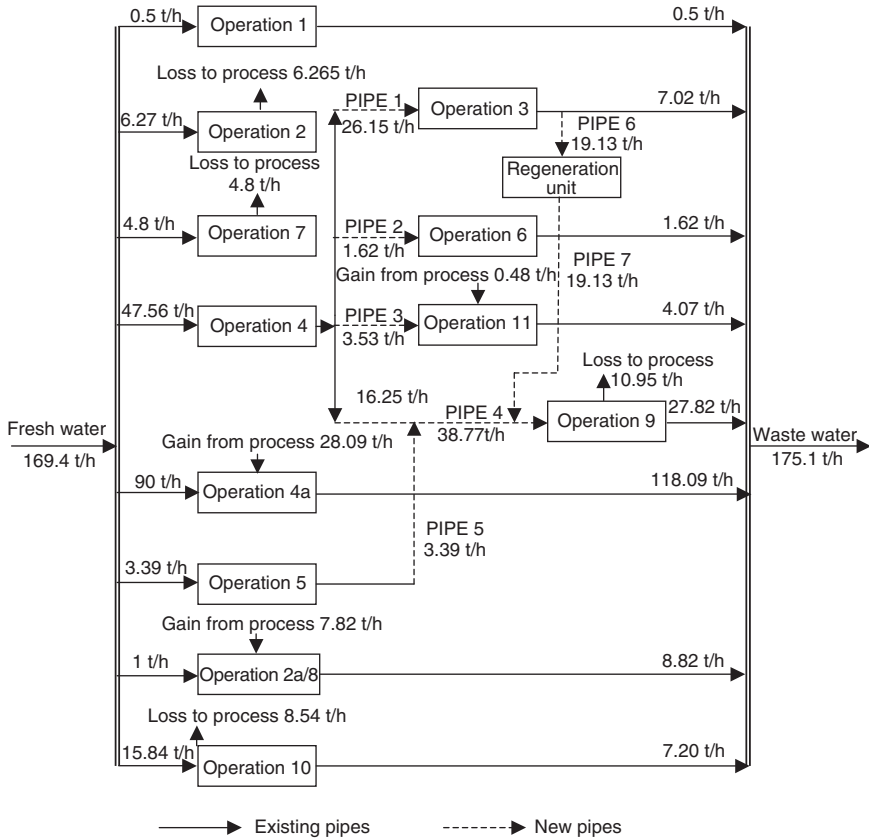 0.5 t/h
Operation 1
0.5 t/h
Loss to process 6.265 t/h
6.27 t/h
Operation 2
PIPE 1
26.15 t/h
Operation 3
7.02 t/h
PIPE 6
19.13 t/h
Regeneration
unit
Loss to process
4.8 t/h
4.8 t/h
Operation 7
PIPE 2
1.62 t/h
Operation 6
1.62 t/h
PIPE 7
19.13 t/h
Gain from process 0.48 t/h
47.56 t/h
Operation 4
PIPE 3
3.53 t/h
Operation 11
4.07 t/h
Loss to process
10.95 t/h
16.25 t/h
PIPE 4
38.77t/h
Operation 9
27.82 t/h
Fresh water
169.4 t/h
Waste water
175.1 t/h
Gain from process 28.09 t/h
90 t/h
Operation 4a
118.09 t/h
PIPE 5
3.39 t/h
3.39 t/h
Operation 5
Gain from process 7.82 t/h
1 t/h
Operation 2a/8
8.82 t/h
Loss to process 8.54 t/h
15.84 t/h
Operation 10
7.20 t/h
Existing pipes
New pipes